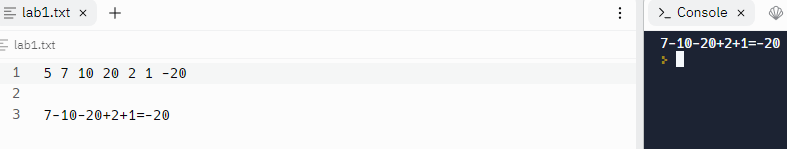 lab1.txt
Console
lab1.txt
1 5 7 10 20 2 1 -20
2
3 7-10-20+2+1=-20
7-10-20+2+1=-20